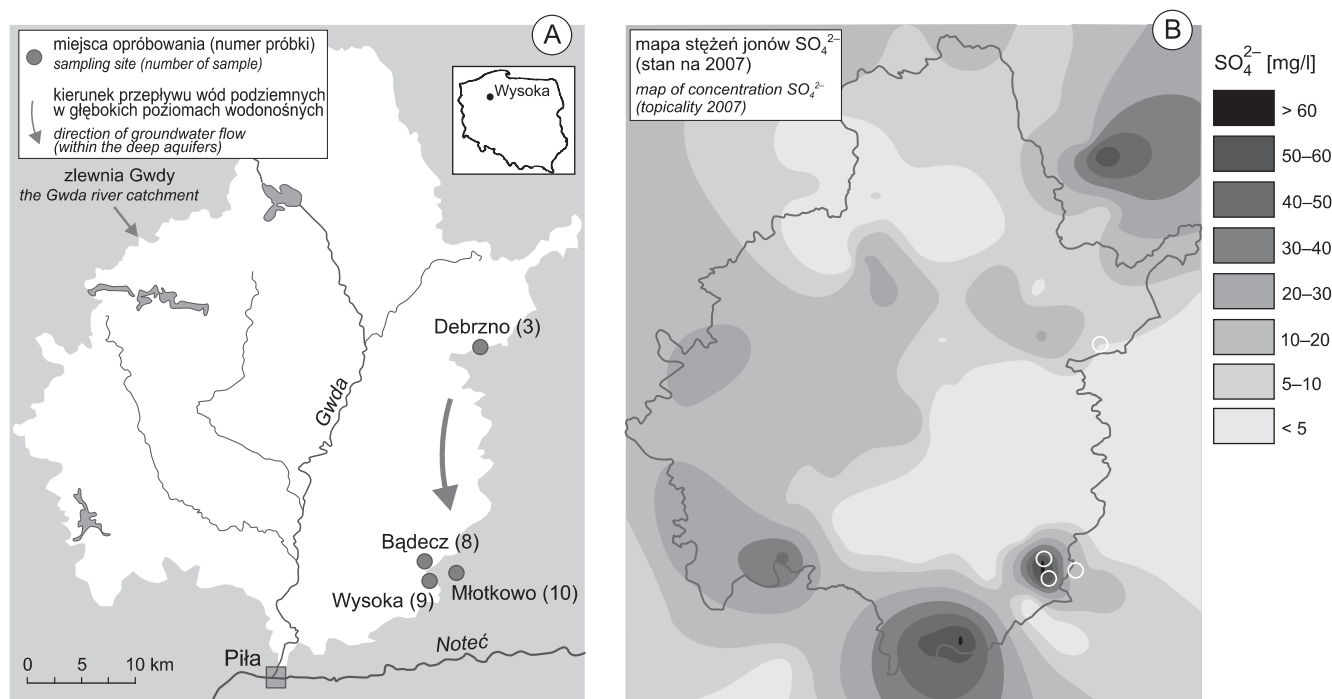 A
miejsca opróbowania (numer próbki)
sampling site (number of sample)
kierunek przepływu wód podziemnych
w głębokich poziomach wodonośnych
direction of groundwater flow
(within the deep aquifers)
Wysoka
zlewnia Gwdy
the Gwda river catchment
Debrzno (3)
Gwda
Bądecz (8)
Wysoka (9)
Młotkowo (10)
Noteć
Piła
0 5 10 km
B
mapa stężeń jonów SO₄²⁻
(stan na 2007)
map of concentration SO₄²⁻
(topicality 2007)
SO₄²⁻ [mg/l]
> 60
50–60
40–50
30–40
20–30
10–20
5–10
< 5